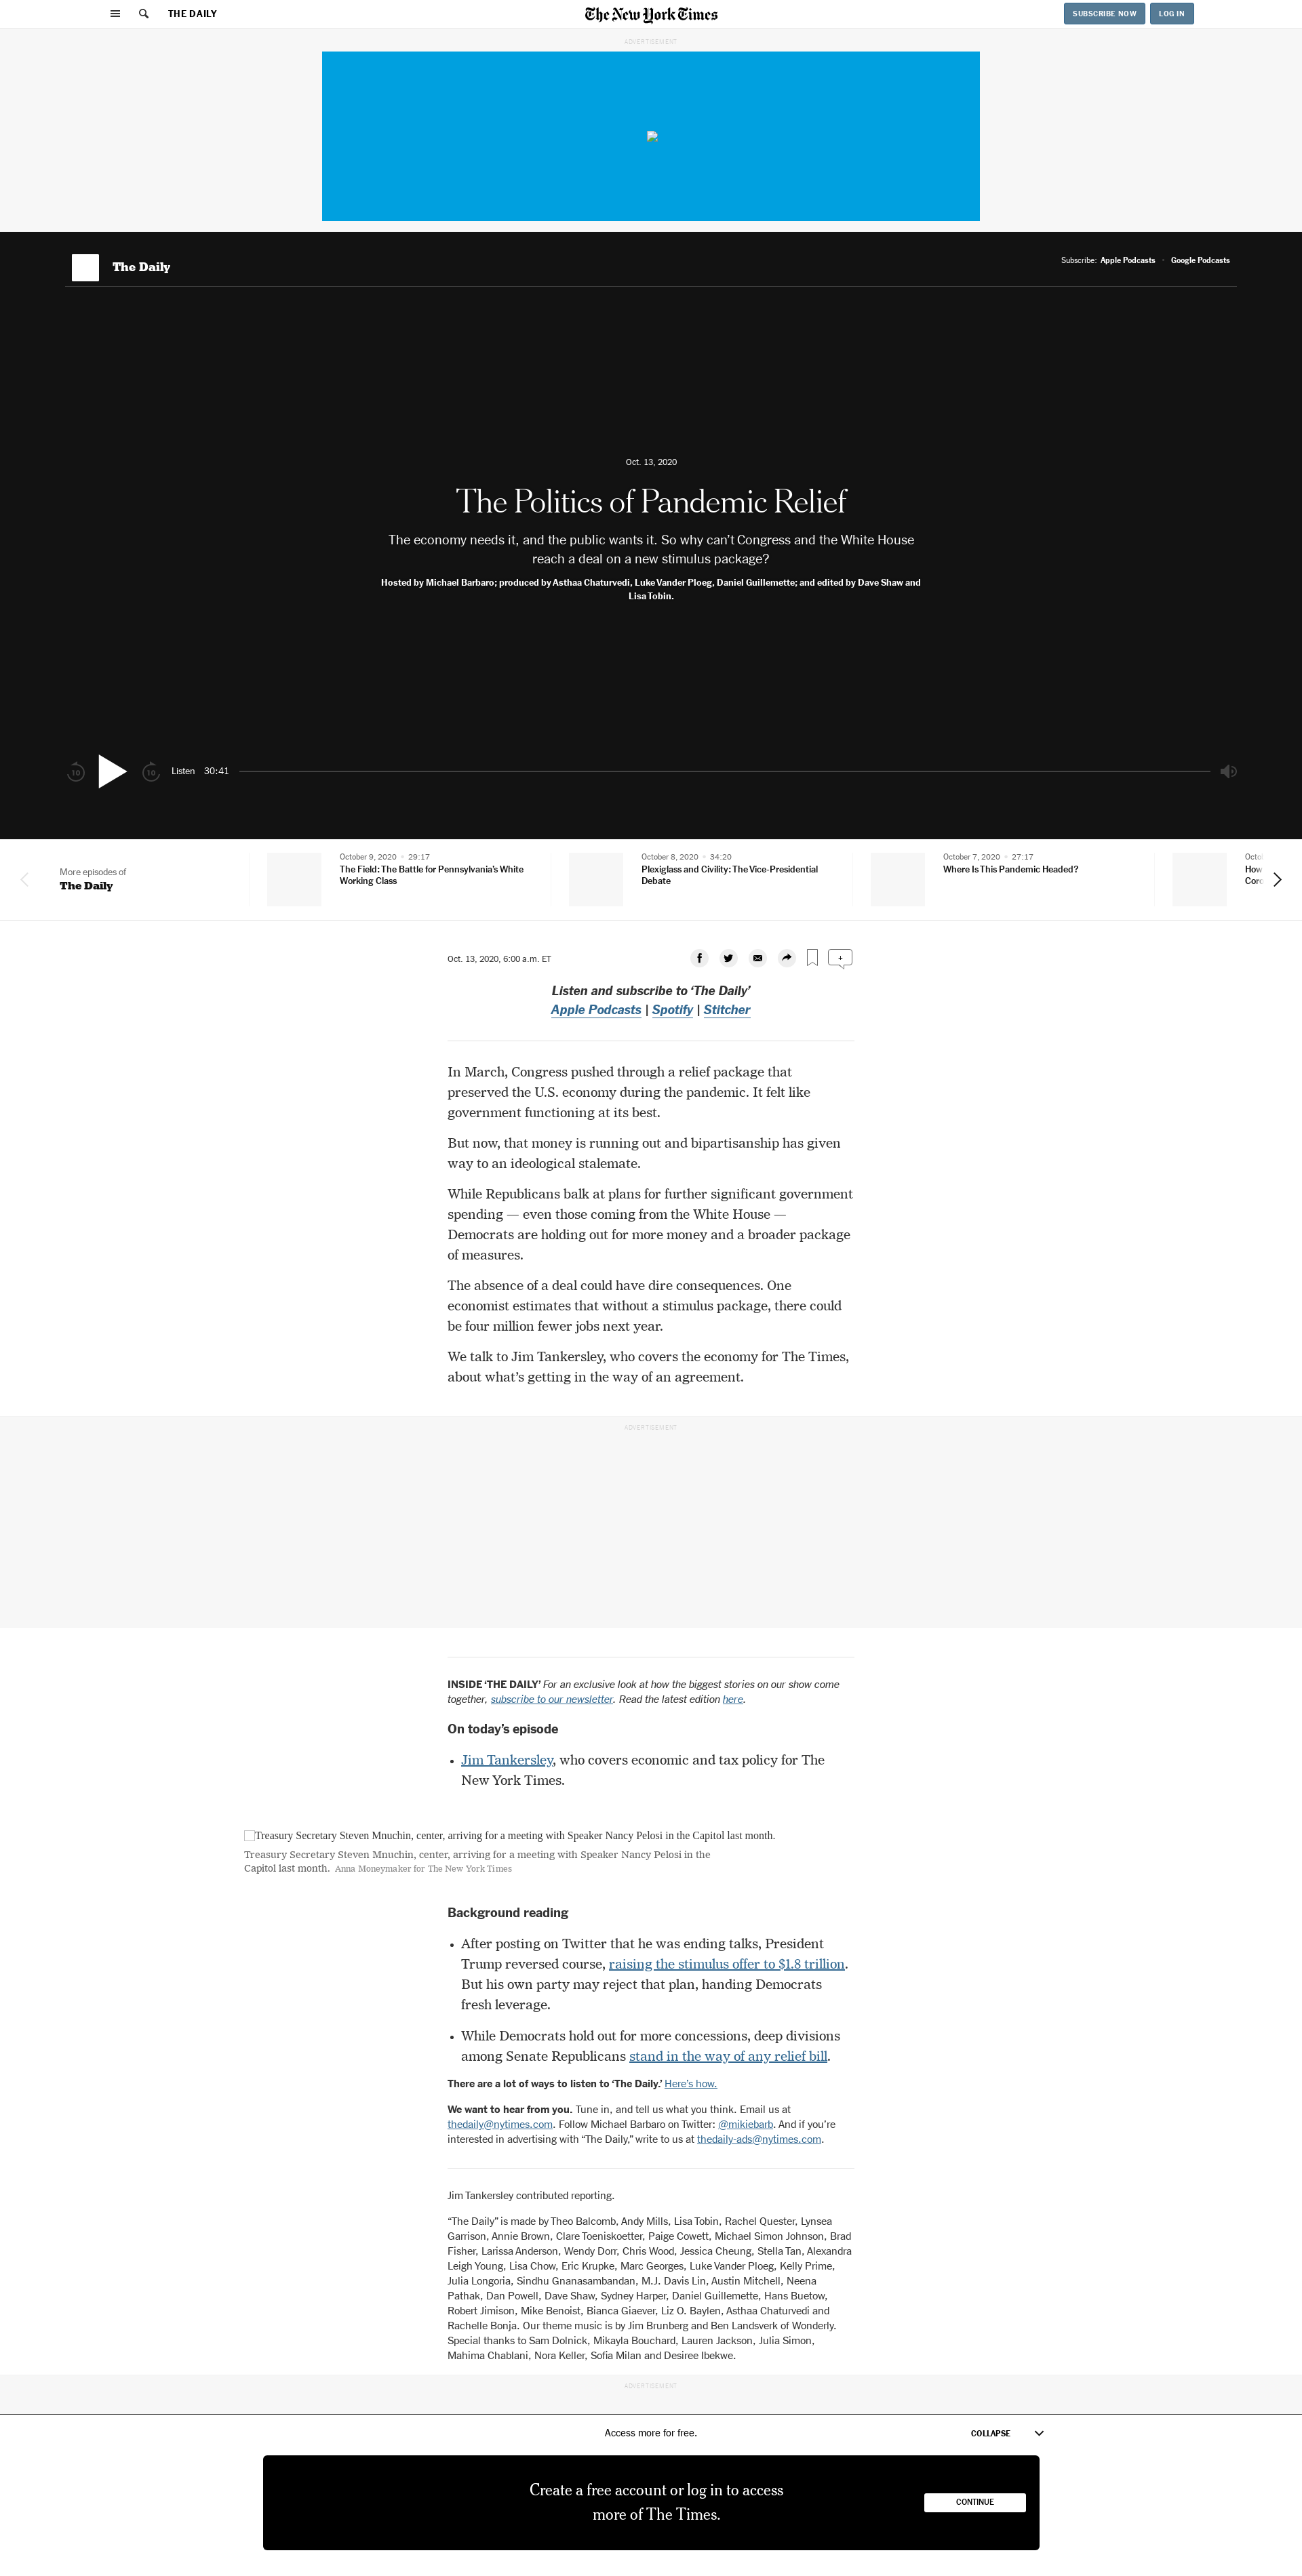 THE DAILY
The New York Times
SUBSCRIBE NOW
LOG IN
ADVERTISEMENT
The Daily
Subscribe: Apple Podcasts • Google Podcasts
Oct. 13, 2020
The Politics of Pandemic Relief
The economy needs it, and the public wants it. So why can’t Congress and the White House
reach a deal on a new stimulus package?
Hosted by Michael Barbaro; produced by Asthaa Chaturvedi, Luke Vander Ploeg, Daniel Guillemette; and edited by Dave Shaw and
Lisa Tobin.
10
10
Listen 30:41
More episodes of
The Daily
October 9, 2020 • 29:17
The Field: The Battle for Pennsylvania’s White
Working Class
October 8, 2020 • 34:20
Plexiglass and Civility: The Vice-Presidential
Debate
October 7, 2020 • 27:17
Where Is This Pandemic Headed?
How
Oct. 13, 2020, 6:00 a.m. ET
+
Listen and subscribe to ‘The Daily’
Apple Podcasts | Spotify | Stitcher
In March, Congress pushed through a relief package that
preserved the U.S. economy during the pandemic. It felt like
government functioning at its best.
But now, that money is running out and bipartisanship has given
way to an ideological stalemate.
While Republicans balk at plans for further significant government
spending — even those coming from the White House —
Democrats are holding out for more money and a broader package
of measures.
The absence of a deal could have dire consequences. One
economist estimates that without a stimulus package, there could
be four million fewer jobs next year.
We talk to Jim Tankersley, who covers the economy for The Times,
about what’s getting in the way of an agreement.
ADVERTISEMENT
INSIDE ‘THE DAILY’ For an exclusive look at how the biggest stories on our show come
together, subscribe to our newsletter. Read the latest edition here.
On today’s episode
• Jim Tankersley, who covers economic and tax policy for The
New York Times.
Treasury Secretary Steven Mnuchin, center, arriving for a meeting with Speaker Nancy Pelosi in the Capitol last month.
Treasury Secretary Steven Mnuchin, center, arriving for a meeting with Speaker Nancy Pelosi in the
Capitol last month. Anna Moneymaker for The New York Times
Background reading
• After posting on Twitter that he was ending talks, President
Trump reversed course, raising the stimulus offer to $1.8 trillion.
But his own party may reject that plan, handing Democrats
fresh leverage.
• While Democrats hold out for more concessions, deep divisions
among Senate Republicans stand in the way of any relief bill.
There are a lot of ways to listen to ‘The Daily.’ Here’s how.
We want to hear from you. Tune in, and tell us what you think. Email us at
thedaily@nytimes.com. Follow Michael Barbaro on Twitter: @mikiebarb. And if you’re
interested in advertising with “The Daily,” write to us at thedaily-ads@nytimes.com.
Jim Tankersley contributed reporting.
“The Daily” is made by Theo Balcomb, Andy Mills, Lisa Tobin, Rachel Quester, Lynsea
Garrison, Annie Brown, Clare Toeniskoetter, Paige Cowett, Michael Simon Johnson, Brad
Fisher, Larissa Anderson, Wendy Dorr, Chris Wood, Jessica Cheung, Stella Tan, Alexandra
Leigh Young, Lisa Chow, Eric Krupke, Marc Georges, Luke Vander Ploeg, Kelly Prime,
Julia Longoria, Sindhu Gnanasambandan, M.J. Davis Lin, Austin Mitchell, Neena
Pathak, Dan Powell, Dave Shaw, Sydney Harper, Daniel Guillemette, Hans Buetow,
Robert Jimison, Mike Benoist, Bianca Giaever, Liz O. Baylen, Asthaa Chaturvedi and
Rachelle Bonja. Our theme music is by Jim Brunberg and Ben Landsverk of Wonderly.
Special thanks to Sam Dolnick, Mikayla Bouchard, Lauren Jackson, Julia Simon,
Mahima Chablani, Nora Keller, Sofia Milan and Desiree Ibekwe.
ADVERTISEMENT
Access more for free.
COLLAPSE
Create a free account or log in to access
more of The Times.
CONTINUE